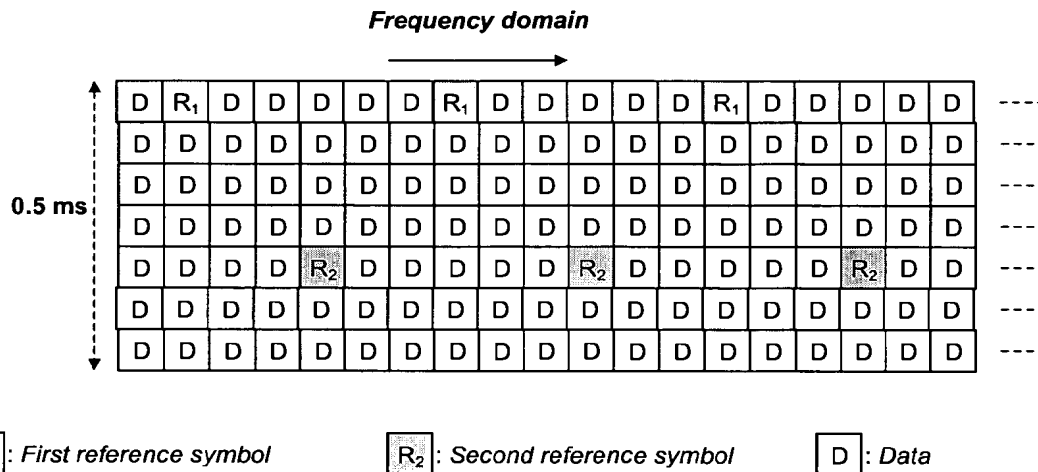 Frequency domain
D R₁ D D D D D R₁ D D D D D R₁ D D D D D
D D D D D D D D D D D D D D D D D D D
D D D D D D D D D D D D D D D D D D D
0.5 ms
D D D D D D D D D D D D D D D D D D D
D D D D R₂ D D D D D R₂ D D D D D R₂ D D
D D D D D D D D D D D D D D D D D D D
D D D D D D D D D D D D D D D D D D D
: First reference symbol R₂ : Second reference symbol D : Data